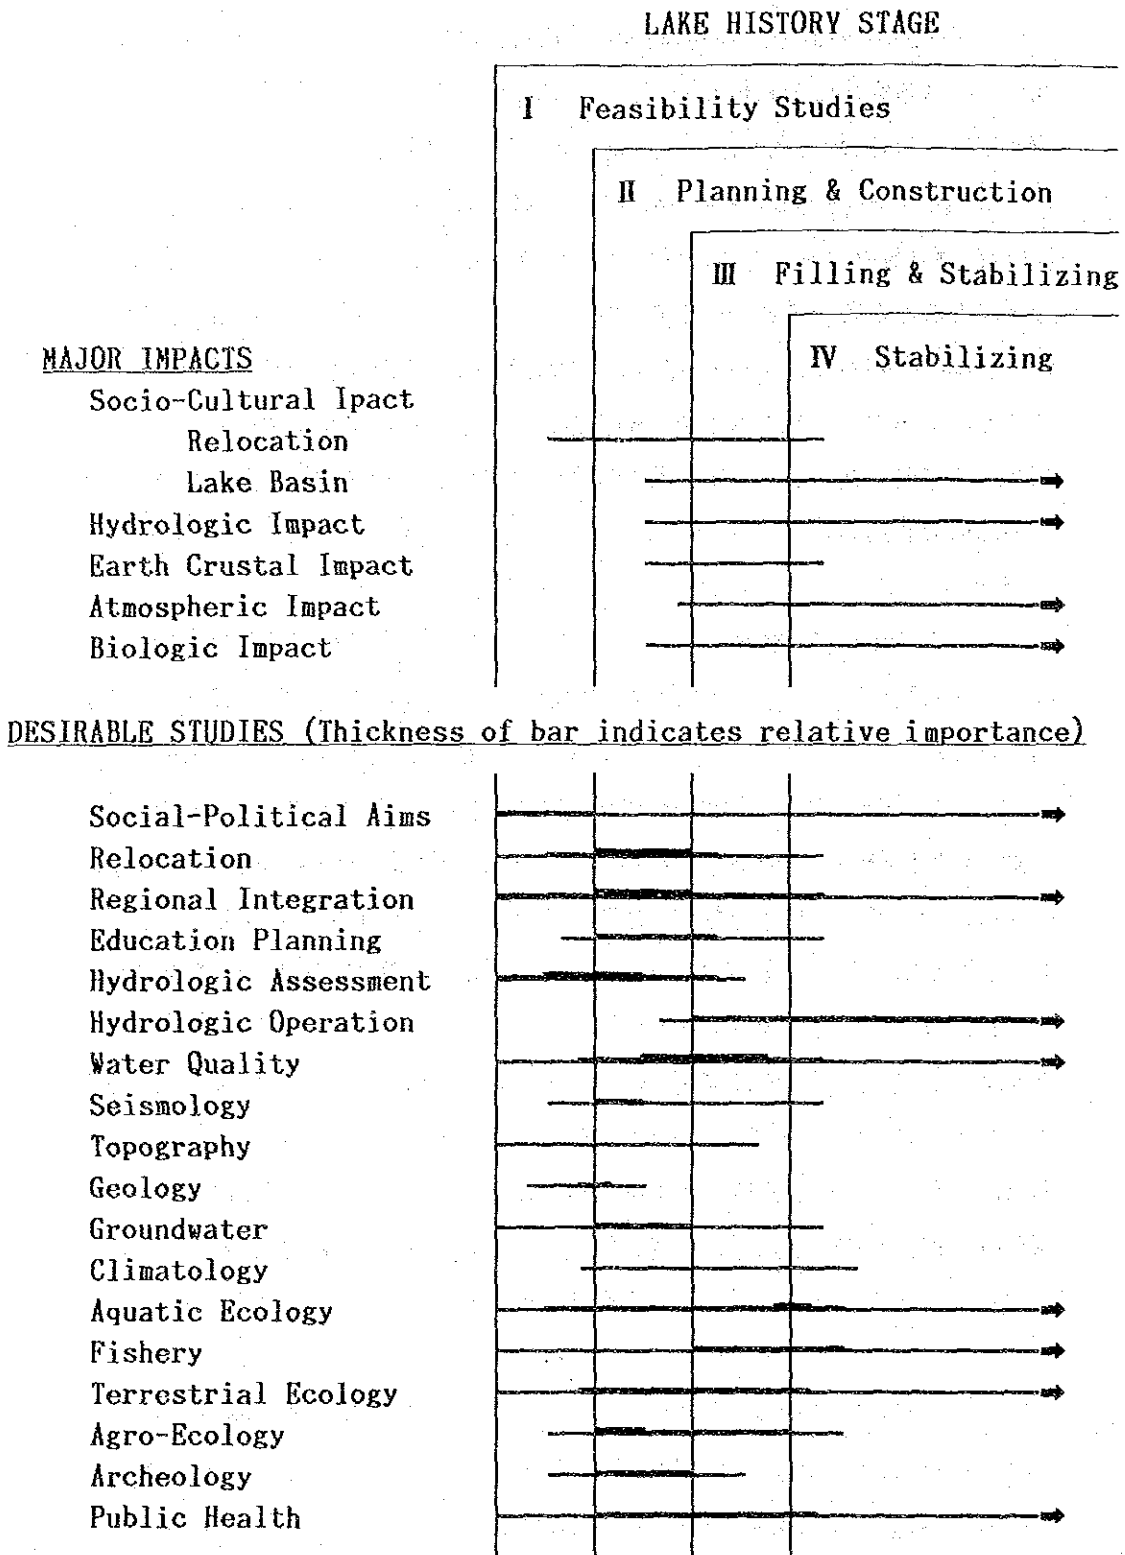 LAKE HISTORY STAGE
I Feasibility Studies
II Planning & Construction
III Filling & Stabilizing
IV Stabilizing
MAJOR IMPACTS
Socio-Cultural Ipact
Relocation
Lake Basin
Hydrologic Impact
Earth Crustal Impact
Atmospheric Impact
Biologic Impact
DESIRABLE STUDIES (Thickness of bar indicates relative importance)
Social-Political Aims
Relocation
Regional Integration
Education Planning
Hydrologic Assessment
Hydrologic Operation
Water Quality
Seismology
Topography
Geology
Groundwater
Climatology
Aquatic Ecology
Fishery
Terrestrial Ecology
Agro-Ecology
Archeology
Public Health